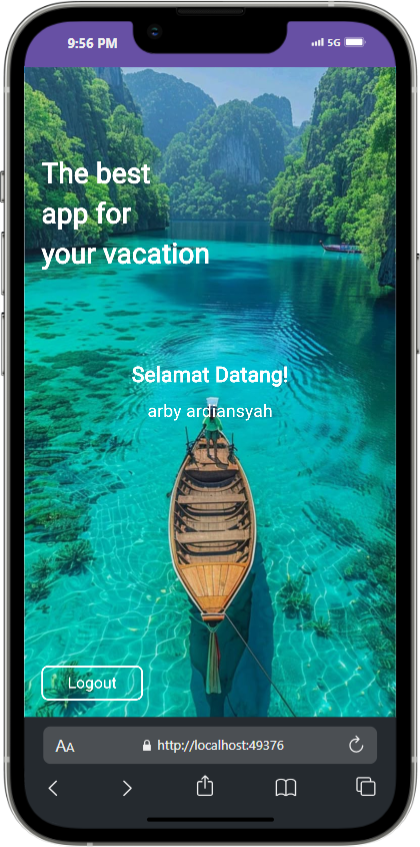 9:56 PM
5G
The best
app for
your vacation
Selamat Datang!
arby ardiansyah
Logout
AA
http://localhost:49376